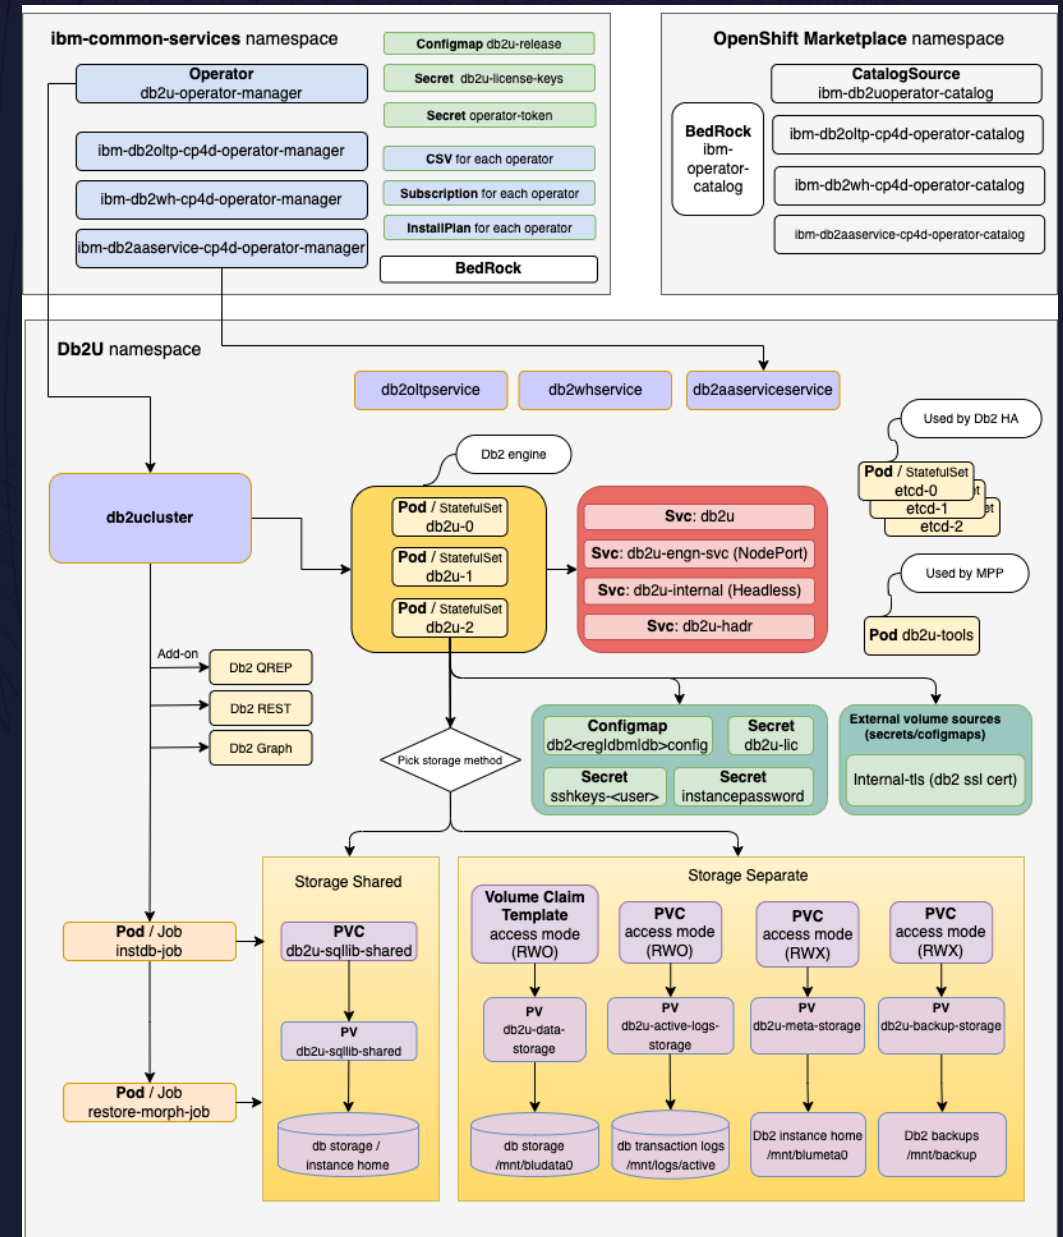 ibm-common-services namespace
Operator
db2u-operator-manager
ibm-db2oltp-cp4d-operator-manager
ibm-db2wh-cp4d-operator-manager
ibm-db2aaservice-cp4d-operator-manager
Configmap db2u-release
Secret db2u-license-keys
Secret operator-token
CSV for each operator
Subscription for each operator
InstallPlan for each operator
BedRock
OpenShift Marketplace namespace
CatalogSource
ibm-db2uoperator-catalog
BedRock
ibm-
operator-
catalog
ibm-db2oltp-cp4d-operator-catalog
ibm-db2wh-cp4d-operator-catalog
ibm-db2aaservice-cp4d-operator-catalog
Db2U namespace
db2oltpservice
db2whservice
db2aaserviceservice
Used by Db2 HA
Db2 engine
Pod / StatefulSet
etcd-0
et
etcd-1
et
etcd-2
db2ucluster
Pod / StatefulSet
db2u-0
Pod / StatefulSet
db2u-1
Pod / StatefulSet
db2u-2
Svc: db2u
Svc: db2u-engn-svc (NodePort)
Svc: db2u-internal (Headless)
Svc: db2u-hadr
Used by MPP
Pod db2u-tools
Add-on
Db2 QREP
Db2 REST
Db2 Graph
Pick storage method
Configmap
db2<regIdbmIdb>config
Secret
db2u-lic
Secret
sshkeys-<user>
Secret
instancepassword
External volume sources
(secrets/cofigmaps)
Internal-tls (db2 ssl cert)
Pod / Job
instdb-job
Pod / Job
restore-morph-job
Storage Shared
PVC
db2u-sqllib-shared
PV
db2u-sqllib-shared
db storage /
instance home
Storage Separate
Volume Claim
Template
access mode
(RWO)
PV
db2u-data-
storage
db storage
/mnt/bludata0
PVC
access mode
(RWO)
PV
db2u-active-logs-
storage
db transaction logs
/mnt/logs/active
PVC
access mode
(RWX)
PV
db2u-meta-storage
Db2 instance home
/mnt/blumeta0
PVC
access mode
(RWX)
PV
db2u-backup-storage
Db2 backups
/mnt/backup